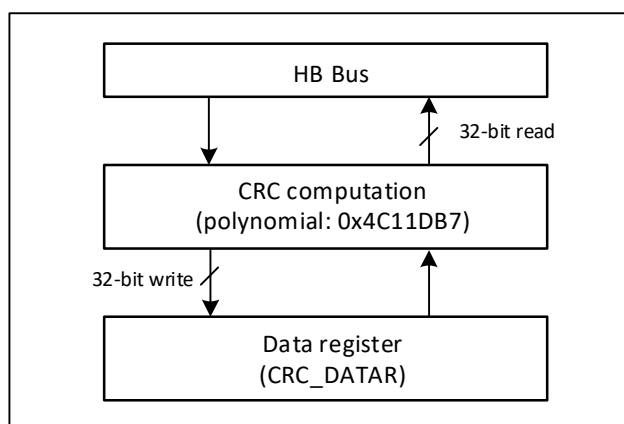 HB Bus
32-bit read
CRC computation
(polynomial: 0x4C11DB7)
32-bit write
Data register
(CRC_DATAR)